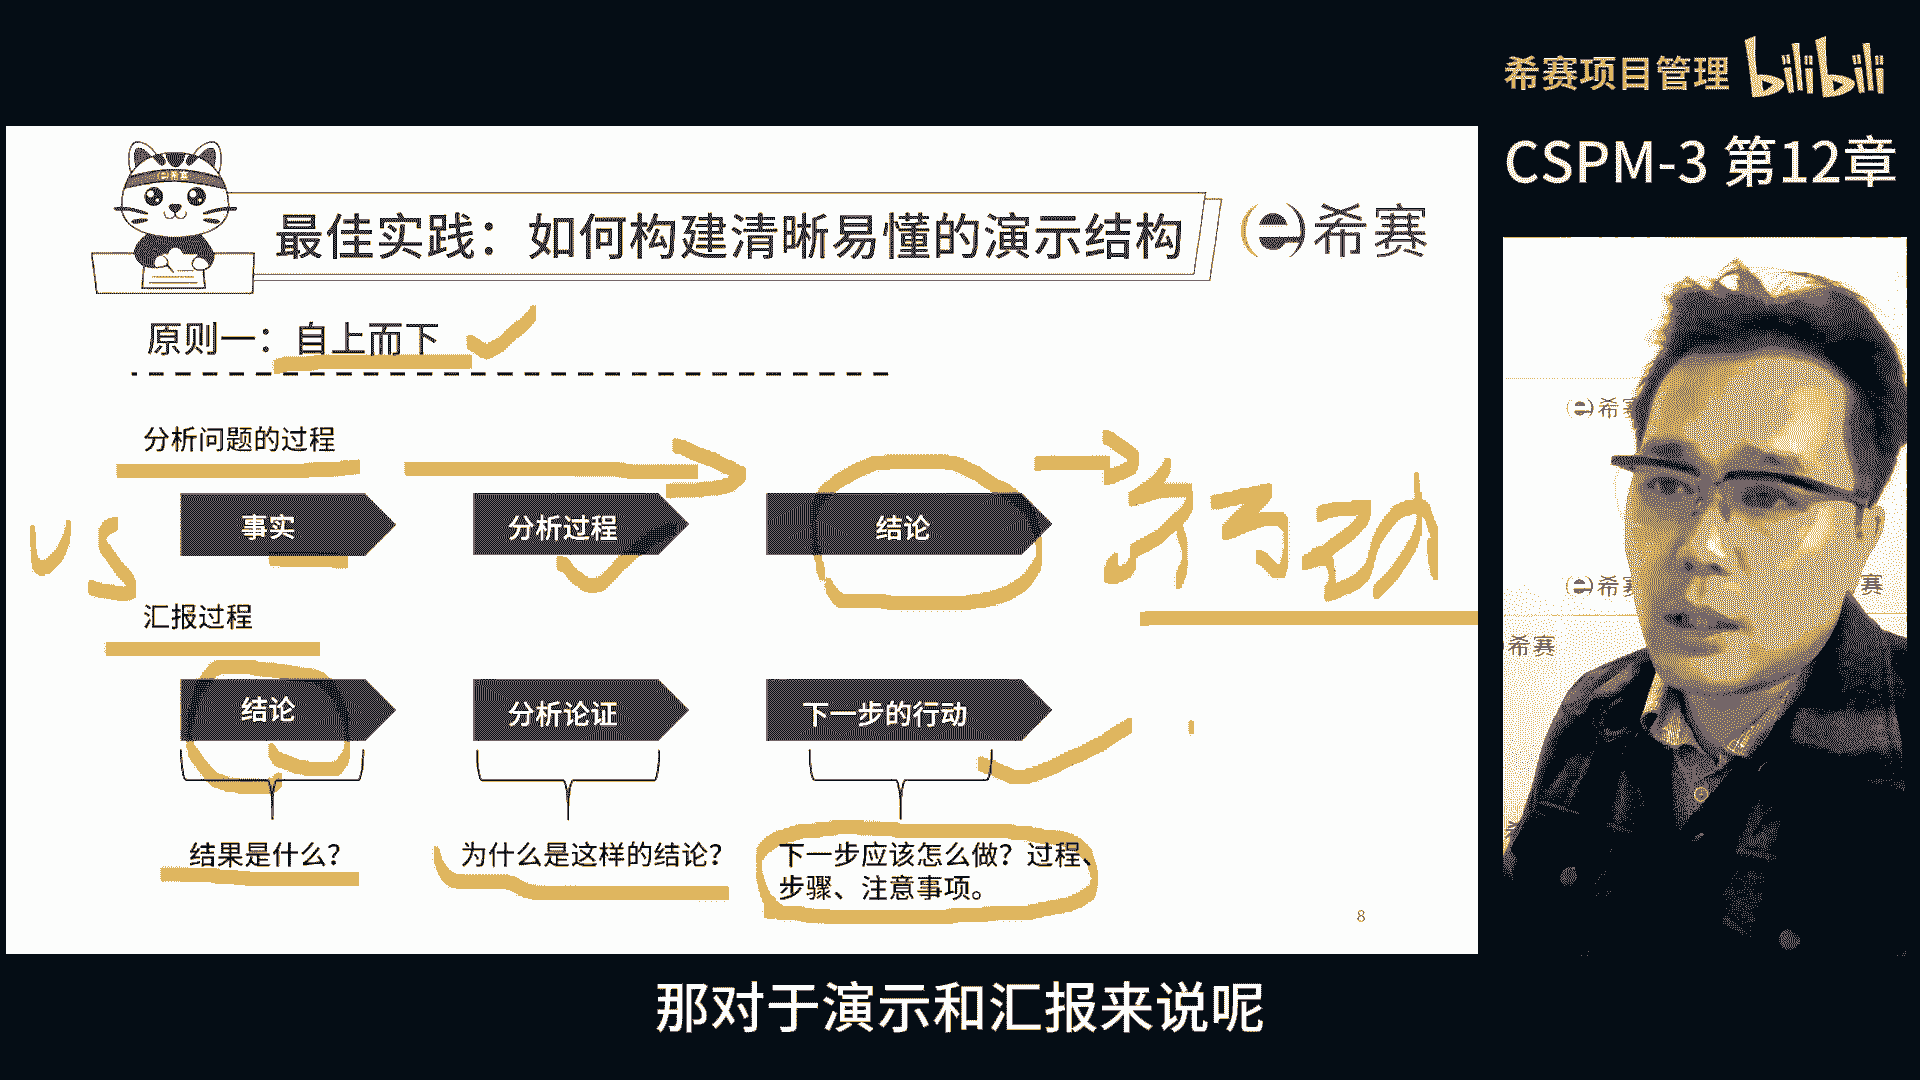 希赛项目管理 bilibili
CSPM-3 第12章
最佳实践：如何构建清晰易懂的演示结构
(e)希赛
(e)希赛
原则一：自上而下
分析问题的过程
事实
分析过程
结论
行动
VS
汇报过程
结论
分析论证
下一步的行动
结果是什么？
为什么是这样的结论？
下一步应该怎么做？过程、
步骤、注意事项。
8
(e)希赛
(e)希
赛
希赛
那对于演示和汇报来说呢